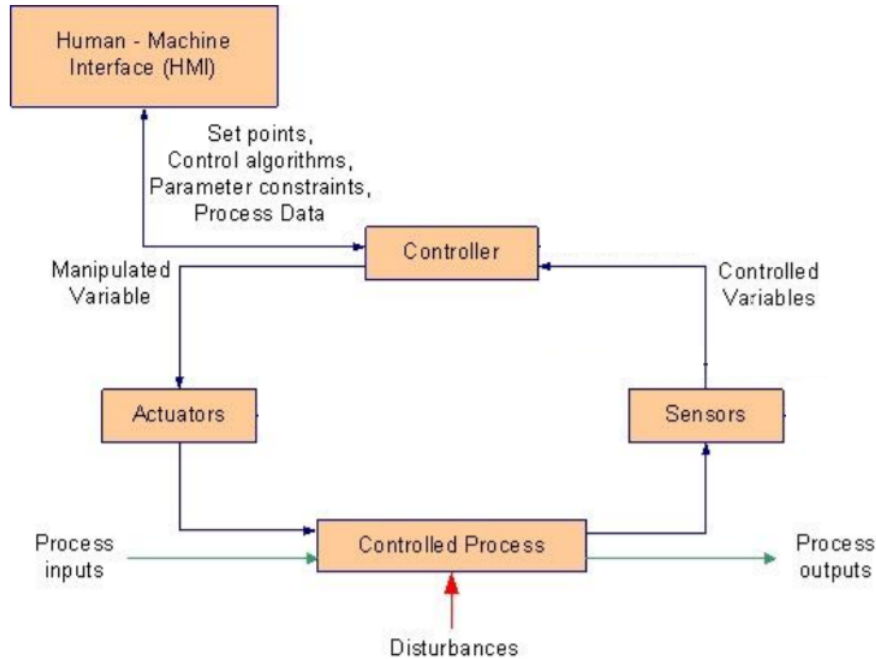 Human - Machine
Interface (HMI)
Set points,
Control algorithms,
Parameter constraints,
Process Data
Controller
Manipulated
Variable
Controlled
Variables
Actuators
Sensors
Process
inputs
Controlled Process
Process
outputs
Disturbances